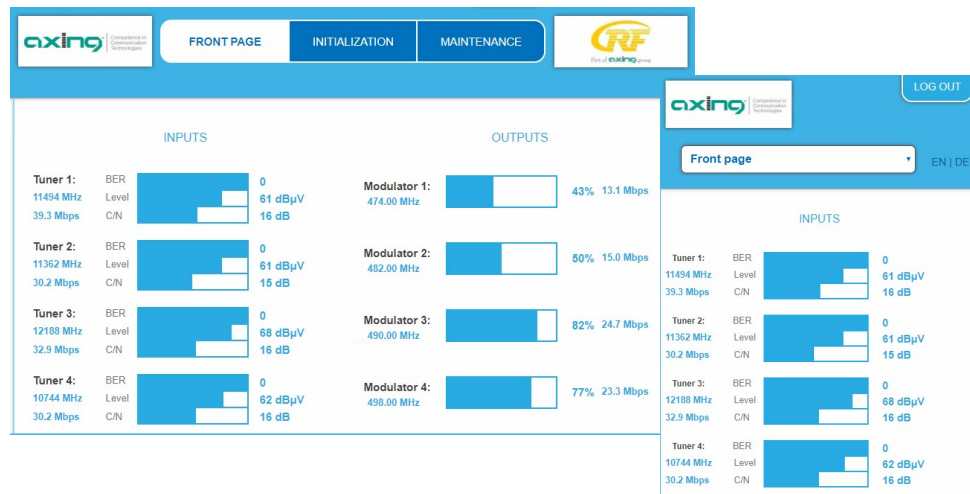 axing
Competence in
Communication
Technologies
FRONT PAGE
INITIALIZATION
MAINTENANCE
CRF
Part of axing group
INPUTS
OUTPUTS
Tuner 1: BER 0
11494 MHz Level 61 dBµV
39.3 Mbps C/N 16 dB
Tuner 2: BER 0
11362 MHz Level 61 dBµV
30.2 Mbps C/N 15 dB
Tuner 3: BER 0
12188 MHz Level 68 dBµV
32.9 Mbps C/N 16 dB
Tuner 4: BER 0
10744 MHz Level 62 dBµV
30.2 Mbps C/N 16 dB
Modulator 1: 43% 13.1 Mbps
474.00 MHz
Modulator 2: 50% 15.0 Mbps
482.00 MHz
Modulator 3: 82% 24.7 Mbps
490.00 MHz
Modulator 4: 77% 23.3 Mbps
498.00 MHz
LOG OUT
axing
Competence in
Communication
Technologies
Front page
EN | DE
INPUTS
Tuner 1: BER 0
11494 MHz Level 61 dBµV
39.3 Mbps C/N 16 dB
Tuner 2: BER 0
11362 MHz Level 61 dBµV
30.2 Mbps C/N 15 dB
Tuner 3: BER 0
12188 MHz Level 68 dBµV
32.9 Mbps C/N 16 dB
Tuner 4: BER 0
10744 MHz Level 62 dBµV
30.2 Mbps C/N 16 dB